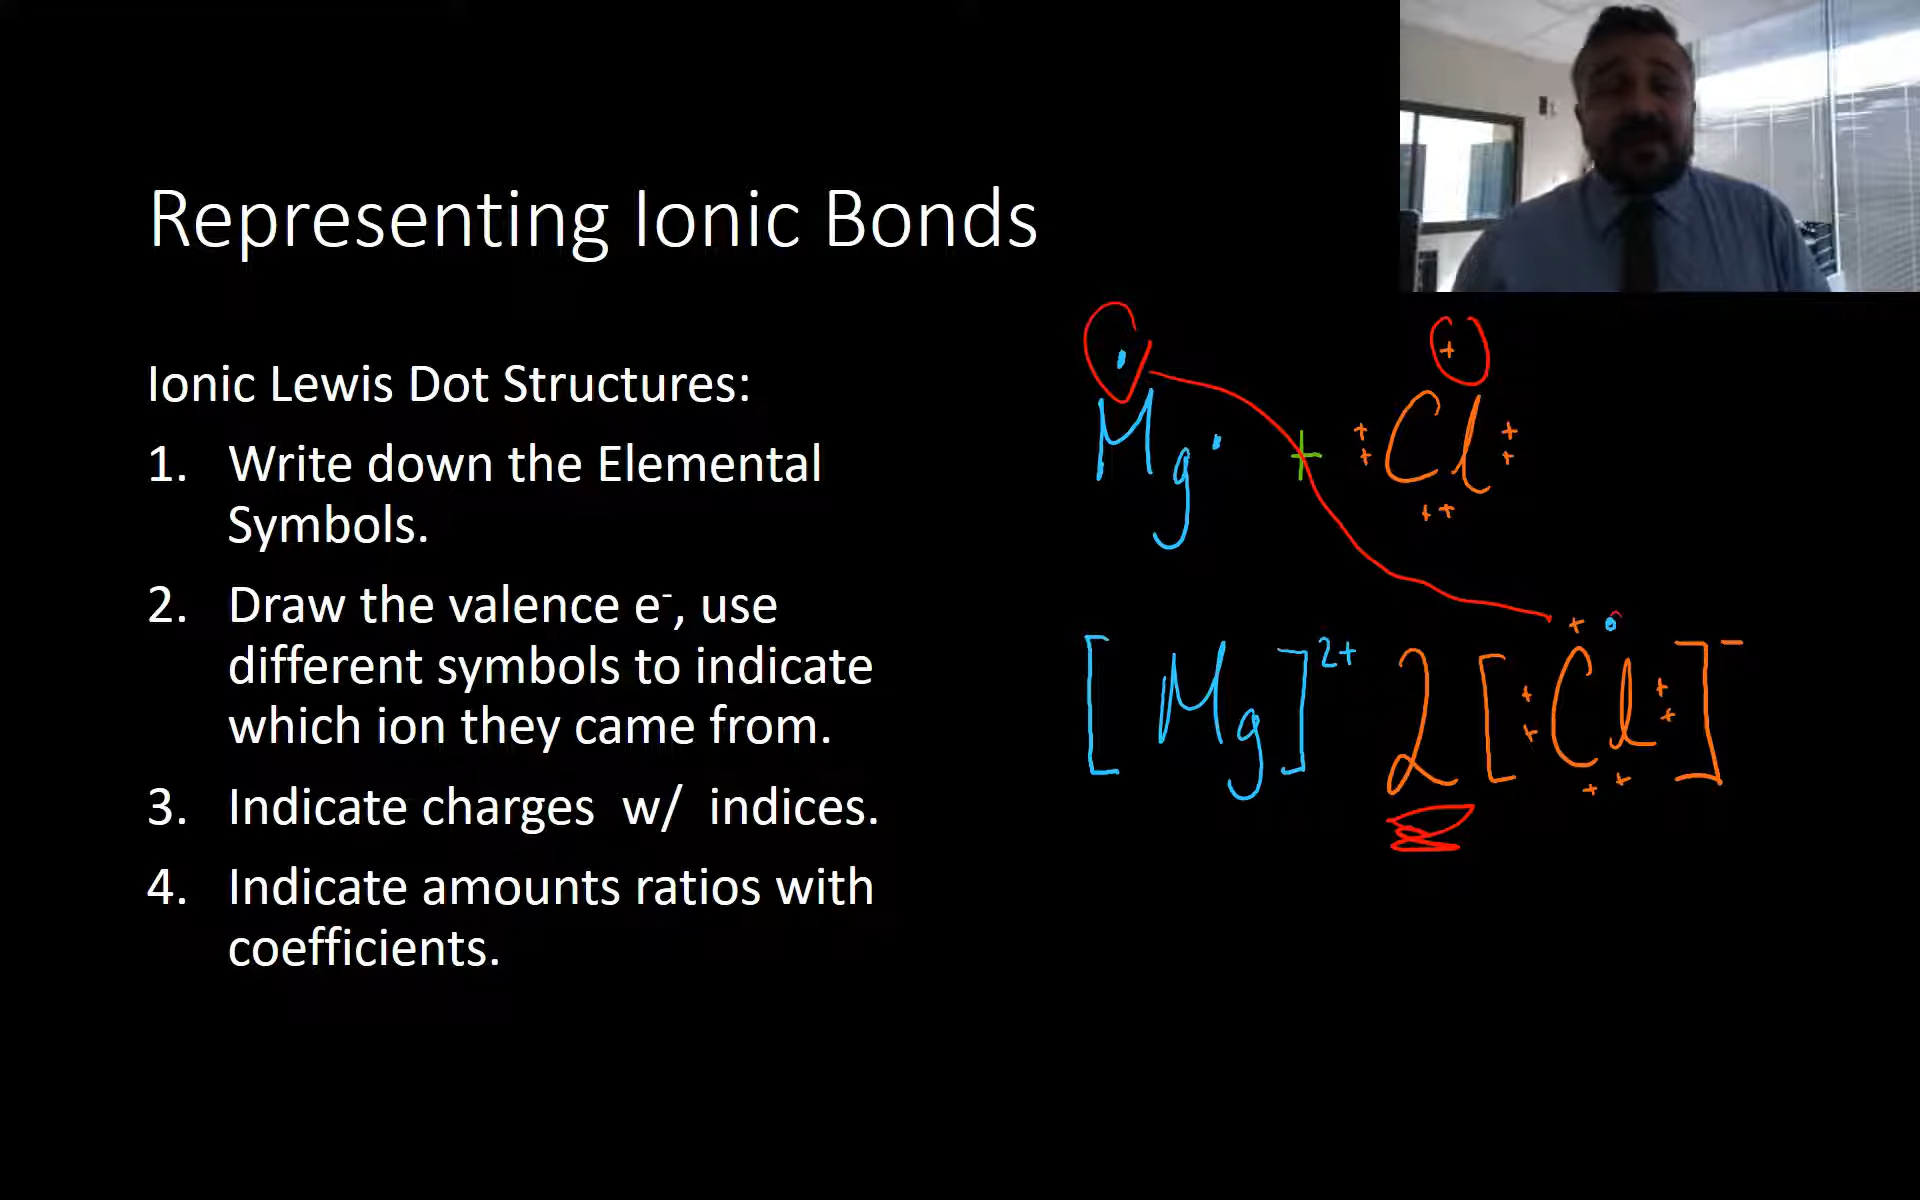 Representing Ionic Bonds
Ionic Lewis Dot Structures:
1. Write down the Elemental
Symbols.
2. Draw the valence e⁻, use
different symbols to indicate
which ion they came from.
3. Indicate charges w/ indices.
4. Indicate amounts ratios with
coefficients.
Mg + Cl
[Mg]²⁺ 2[Cl]⁻